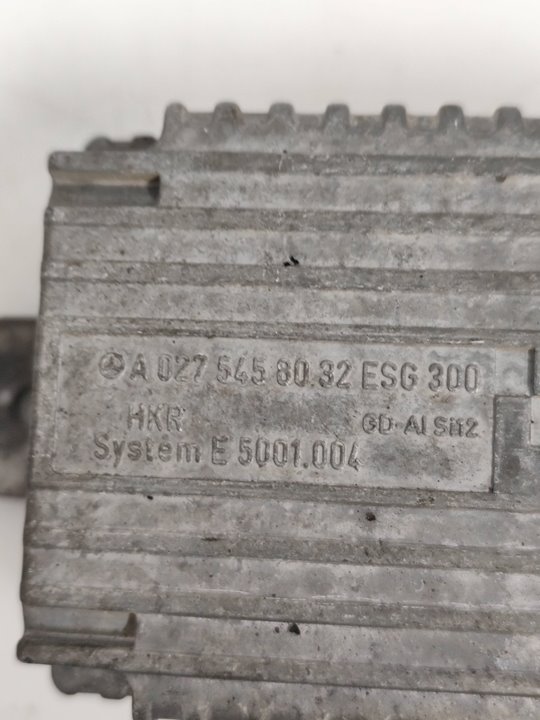 A 027 545 80 32 ESG 300
HKR GD-AlSi12
System E 5001.004